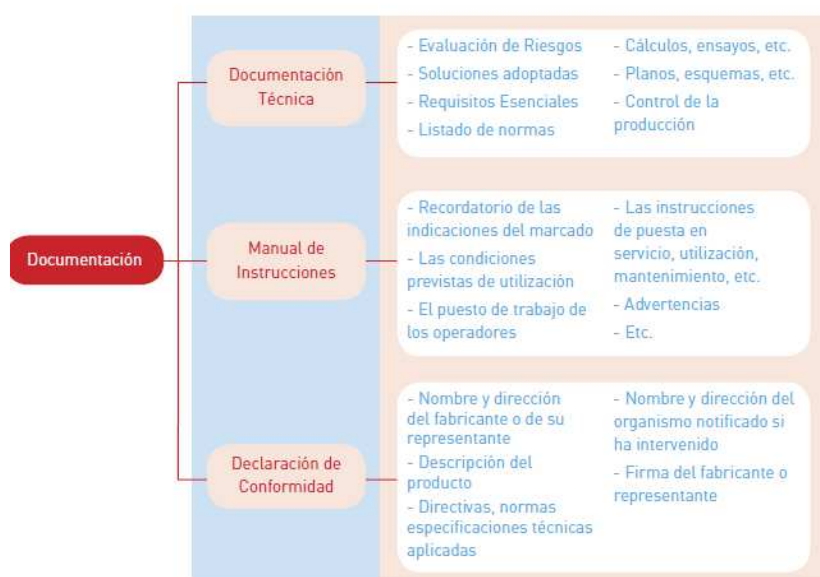 Documentación
Documentación
Técnica
- Evaluación de Riesgos
- Soluciones adoptadas
- Requisitos Esenciales
- Listado de normas
- Cálculos, ensayos, etc.
- Planos, esquemas, etc.
- Control de la
producción
Manual de
Instrucciones
- Recordatorio de las
indicaciones del marcado
- Las condiciones
previstas de utilización
- El puesto de trabajo de
los operadores
- Las instrucciones
de puesta en
servicio, utilización,
mantenimiento, etc.
- Advertencias
- Etc.
Declaración de
Conformidad
- Nombre y dirección
del fabricante o de su
representante
- Descripción del
producto
- Directivas, normas
especificaciones técnicas
aplicadas
- Nombre y dirección del
organismo notificado si
ha intervenido
- Firma del fabricante o
representante